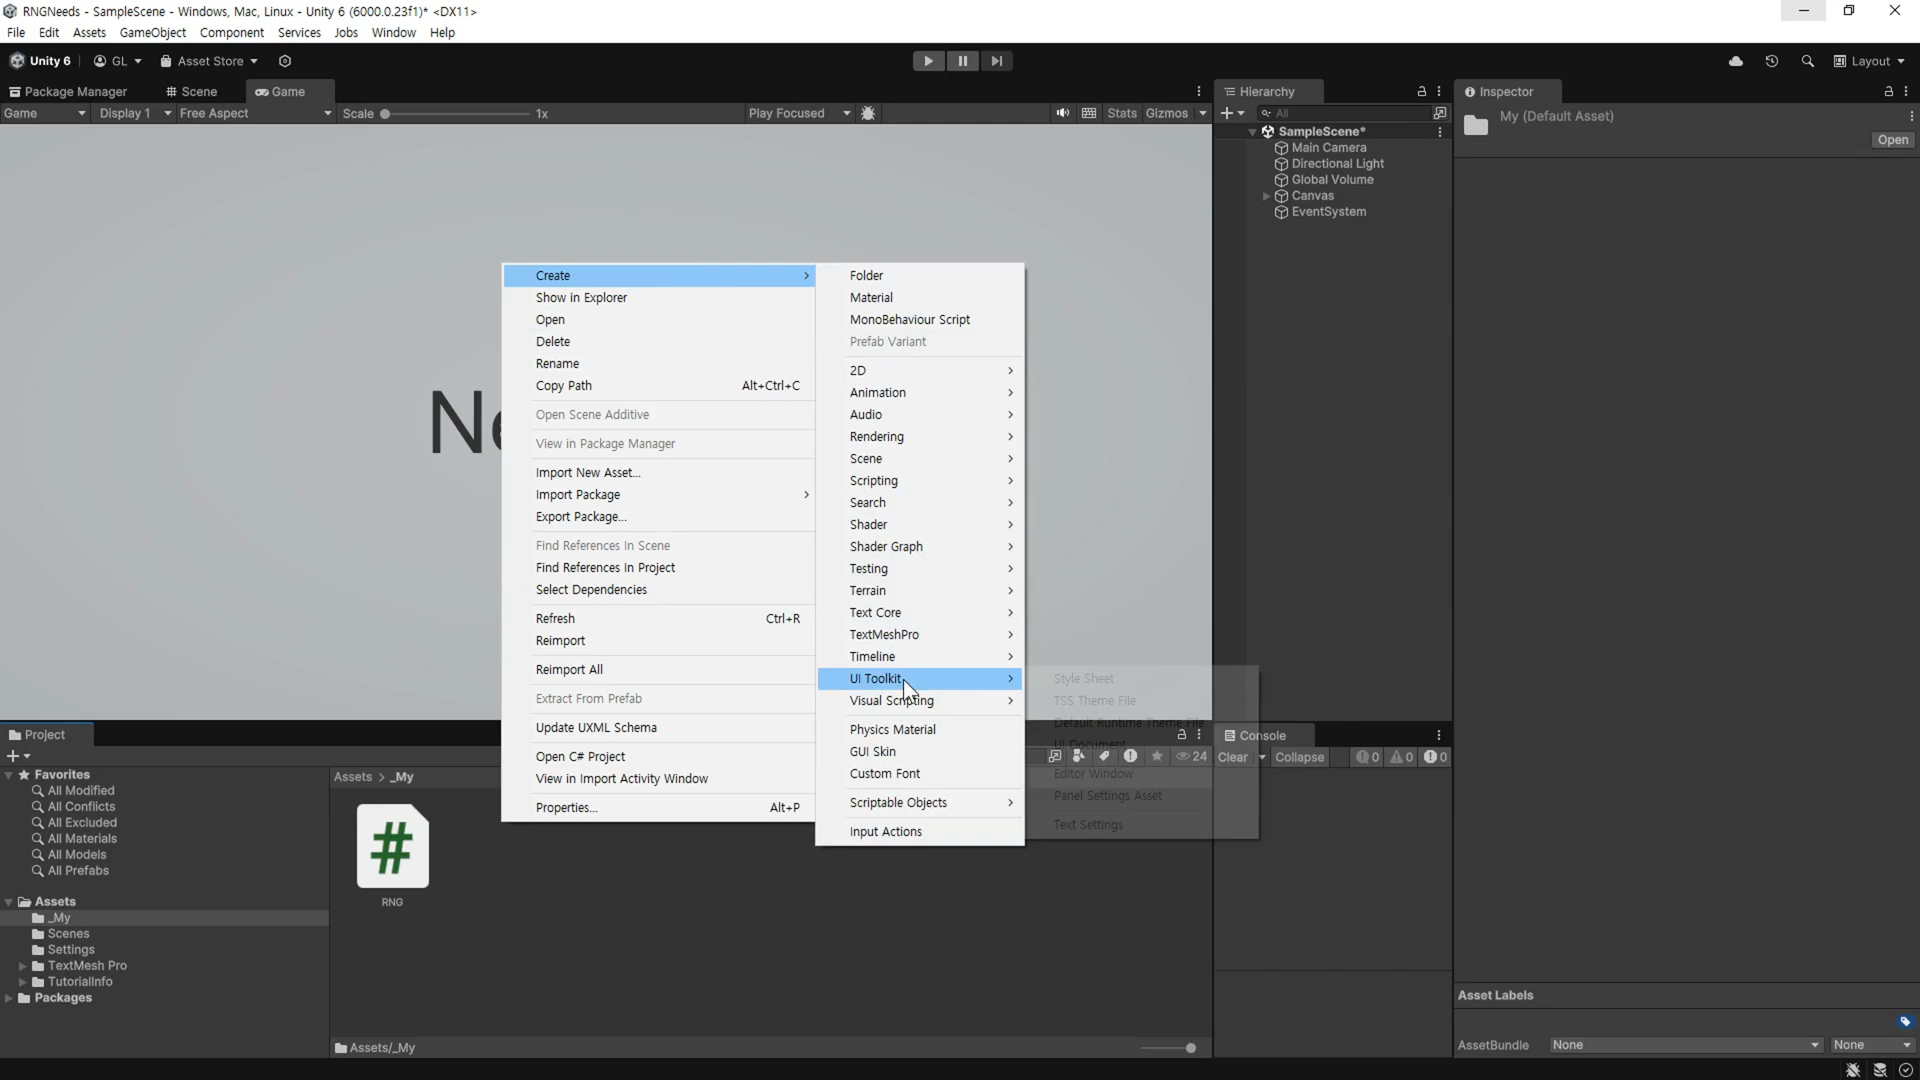 RNGNeeds - SampleScene - Windows, Mac, Linux - Unity 6 (6000.0.23f1)* <DX11>
File Edit Assets GameObject Component Services Jobs Window Help
Unity 6 GL Asset Store Layout
Package Manager Scene Game
Game Display 1 Free Aspect Scale 1x Play Focused Stats Gizmos
Hierarchy
All
SampleScene*
Main Camera
Directional Light
Global Volume
Canvas
EventSystem
Inspector
My (Default Asset)
Open
Ne
Create
Show in Explorer
Open
Delete
Rename
Copy Path Alt+Ctrl+C
Open Scene Additive
View in Package Manager
Import New Asset...
Import Package
Export Package...
Find References In Scene
Find References In Project
Select Dependencies
Refresh Ctrl+R
Reimport
Reimport All
Extract From Prefab
Update UXML Schema
Open C# Project
View in Import Activity Window
Properties... Alt+P
Folder
Material
MonoBehaviour Script
Prefab Variant
2D
Animation
Audio
Rendering
Scene
Scripting
Search
Shader
Shader Graph
Testing
Terrain
Text Core
TextMeshPro
Timeline
UI Toolkit
Visual Scripting
Physics Material
GUI Skin
Custom Font
Scriptable Objects
Input Actions
Style Sheet
TSS Theme File
Default Runtime Theme File
UI Document
Editor Window
Panel Settings Asset
Text Settings
Project
Favorites
All Modified
All Conflicts
All Excluded
All Materials
All Models
All Prefabs
Assets
_My
Scenes
Settings
TextMesh Pro
TutorialInfo
Packages
Assets > _My
24
#
RNG
Assets/_My
Console
Clear Collapse 0 0 0
Asset Labels
AssetBundle None None